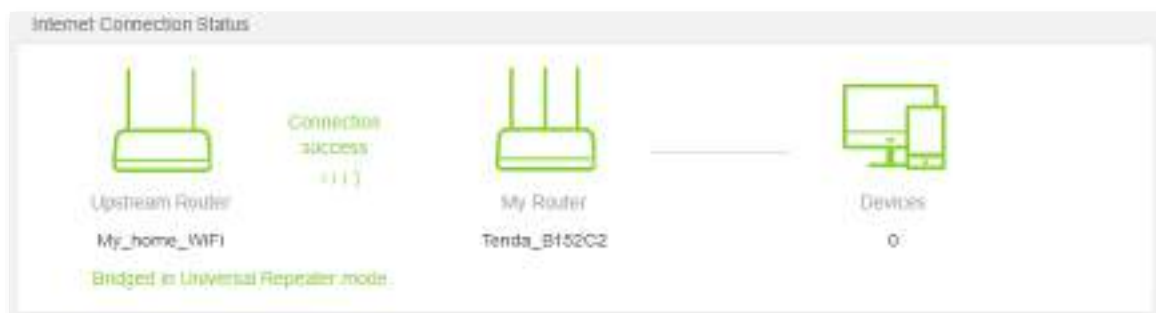 Internet Connection Status
Connection
success
Upstream Router
My Router
Devices
My_home_WiFi
Tenda_B152C2
0
Bridged in Universal Repeater mode